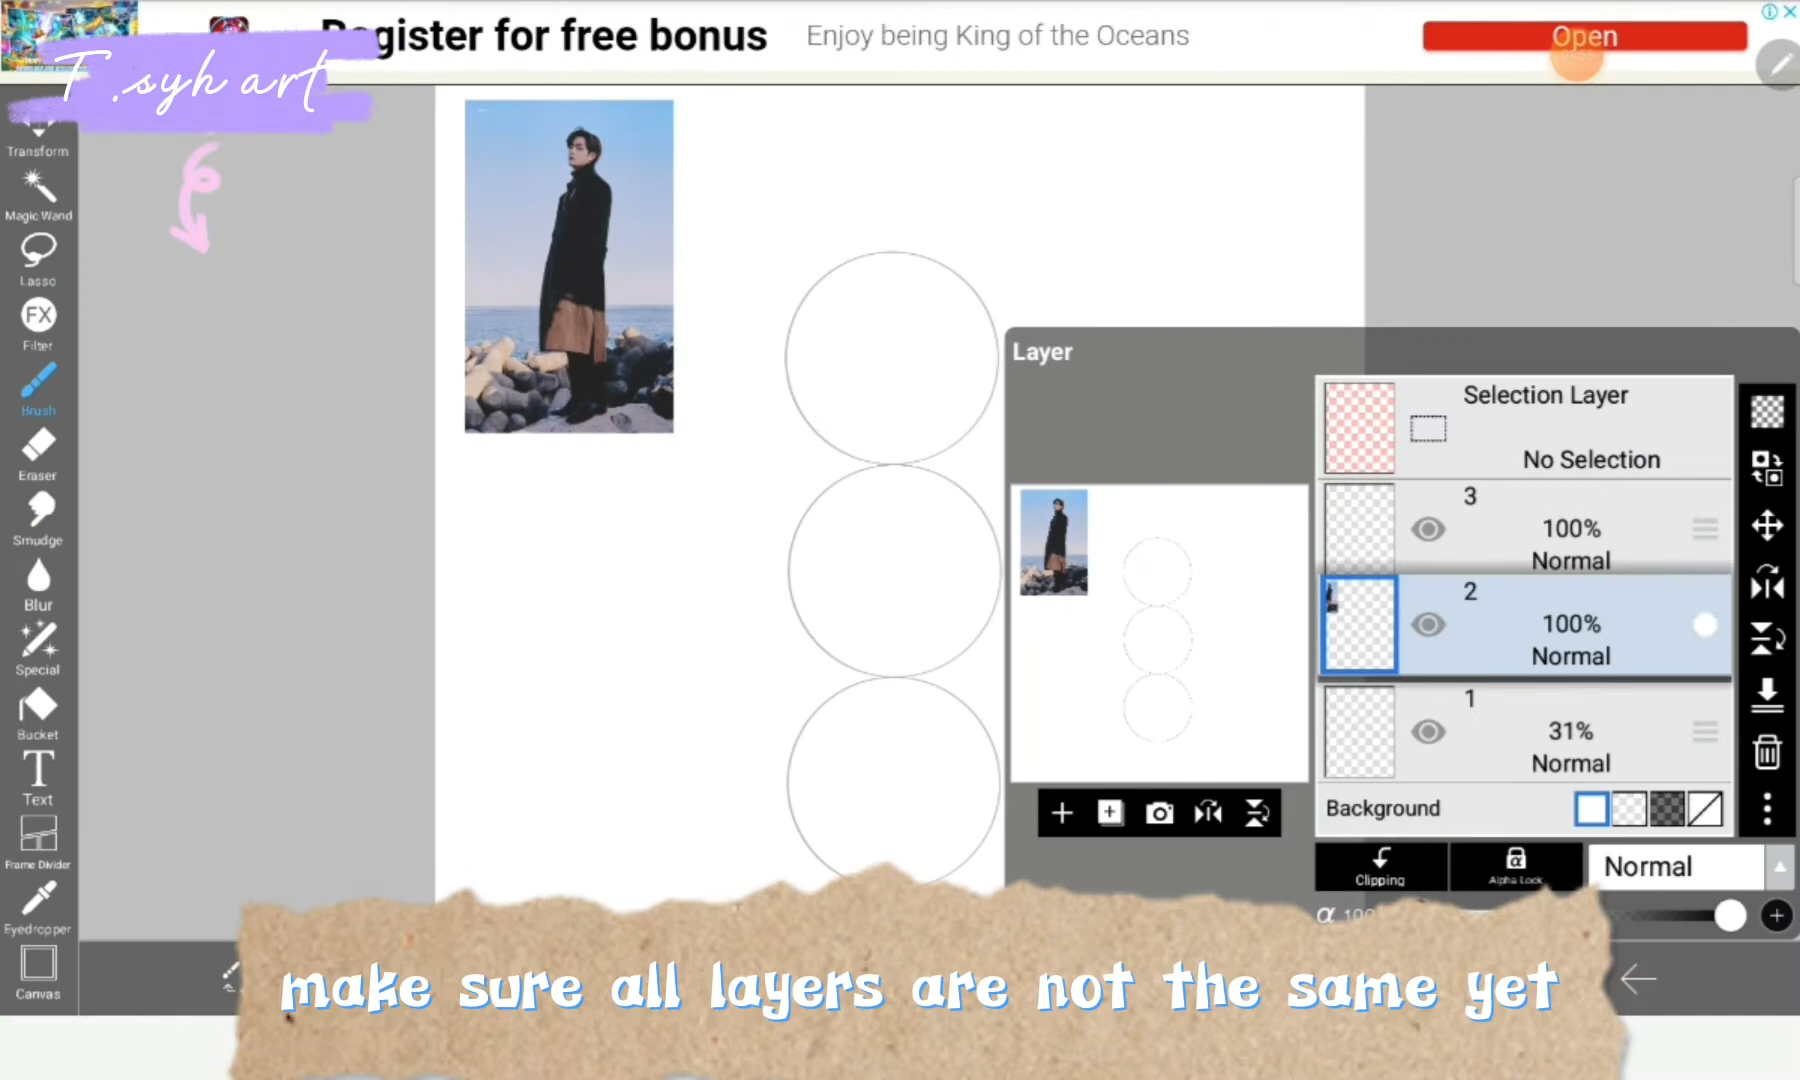 Register for free bonus
Enjoy being King of the Oceans
Open
T.syh art
Transform
Magic Wand
Lasso
FX
Filter
Brush
Eraser
Smudge
Blur
Special
Bucket
T
Text
Frame Divider
Eyedropper
Canvas
Layer
Selection Layer
No Selection
3
100%
Normal
2
100%
Normal
1
31%
Normal
Background
Clipping
Alpha Lock
Normal
α 100
make sure all layers are not the same yet